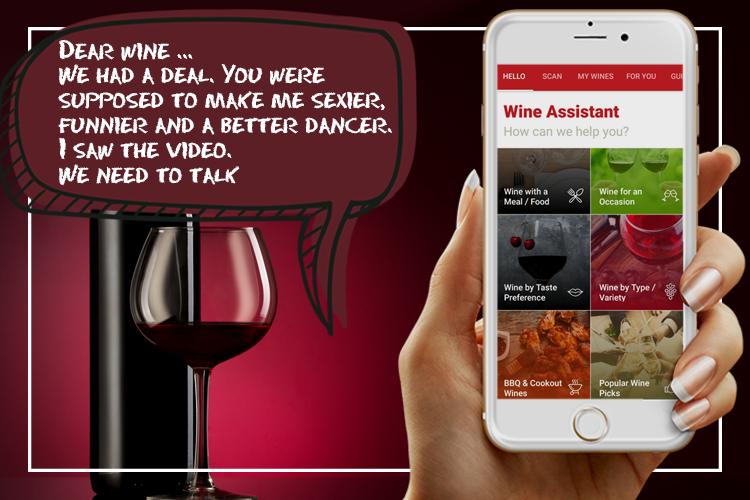 Dear wine ...
We had a deal. You were
supposed to make me sexier,
funnier and a better dancer.
I saw the video.
We need to talk
HELLO SCAN MY WINES FOR YOU GUI
Wine Assistant
How can we help you?
Wine with a
Meal / Food
Wine for an
Occasion
Wine by Taste
Preference
Wine by Type /
Variety
BBQ & Cookout
Wines
Popular Wine
Picks